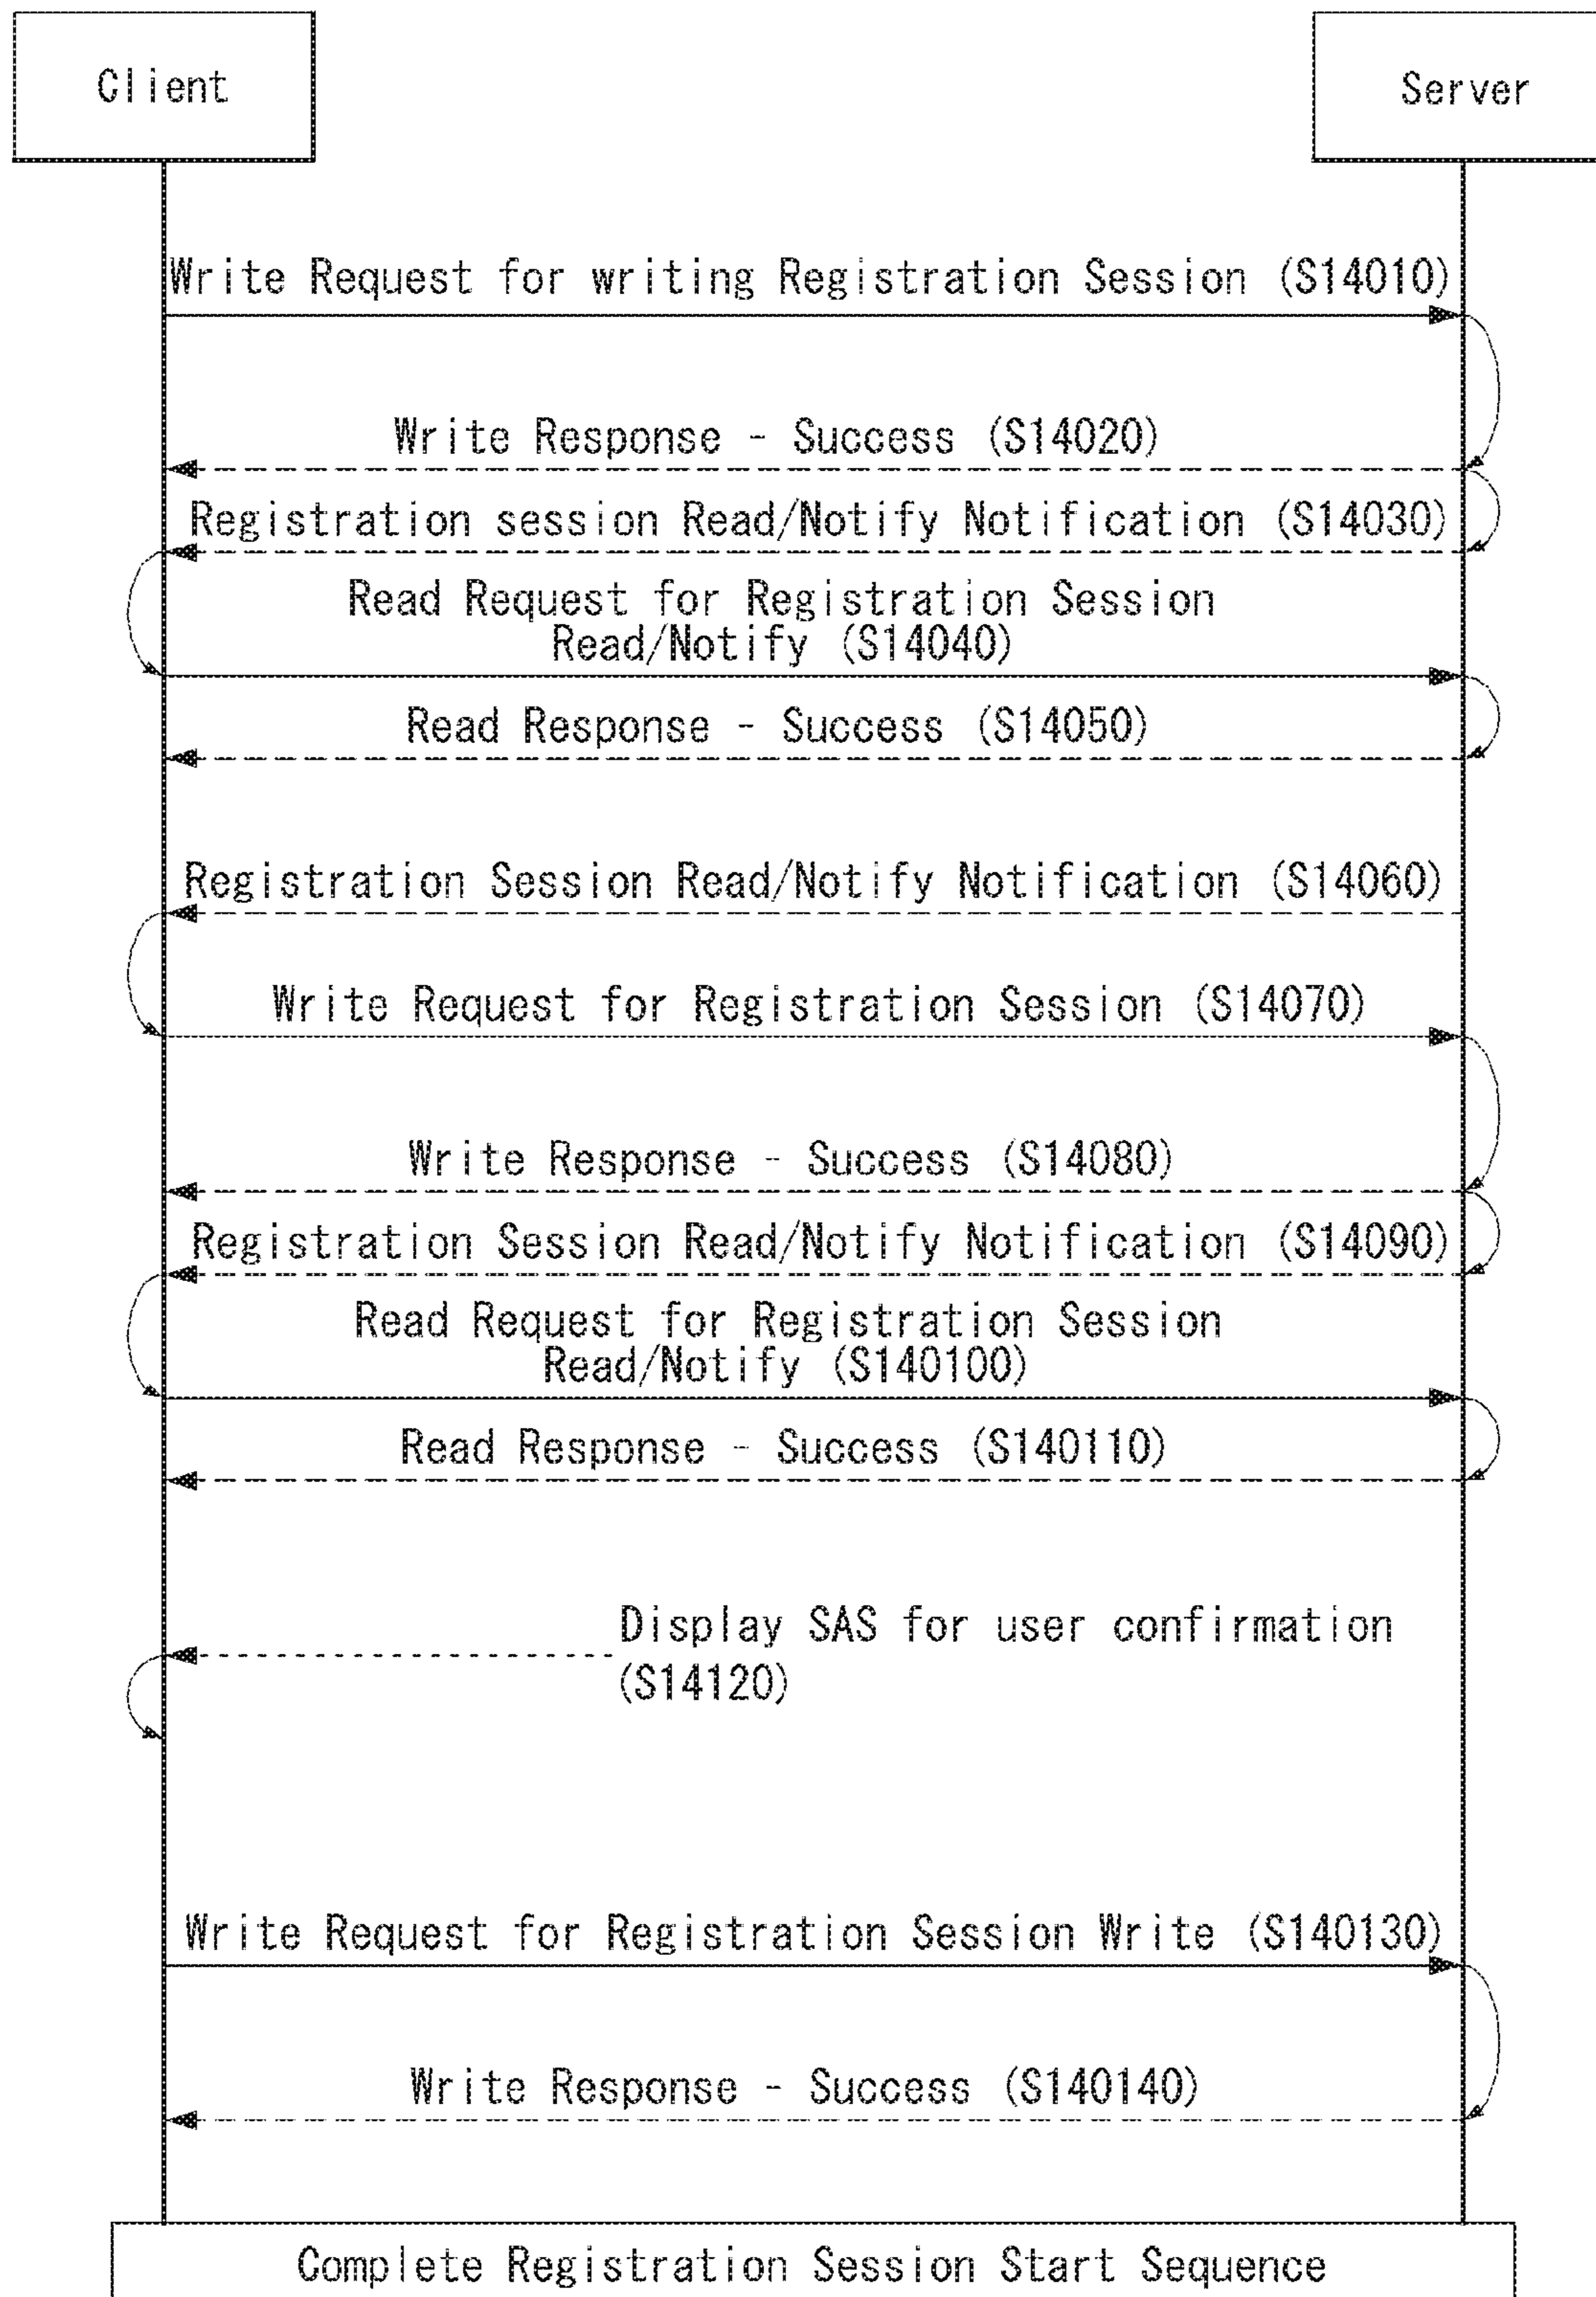 Client
Server
Write Request for writing Registration Session (S14010)
Write Response - Success (S14020)
Registration session Read/Notify Notification (S14030)
Read Request for Registration Session
Read/Notify (S14040)
Read Response - Success (S14050)
Registration Session Read/Notify Notification (S14060)
Write Request for Registration Session (S14070)
Write Response - Success (S14080)
Registration Session Read/Notify Notification (S14090)
Read Request for Registration Session
Read/Notify (S140100)
Read Response - Success (S140110)
Display SAS for user confirmation
(S14120)
Write Request for Registration Session Write (S140130)
Write Response - Success (S140140)
Complete Registration Session Start Sequence